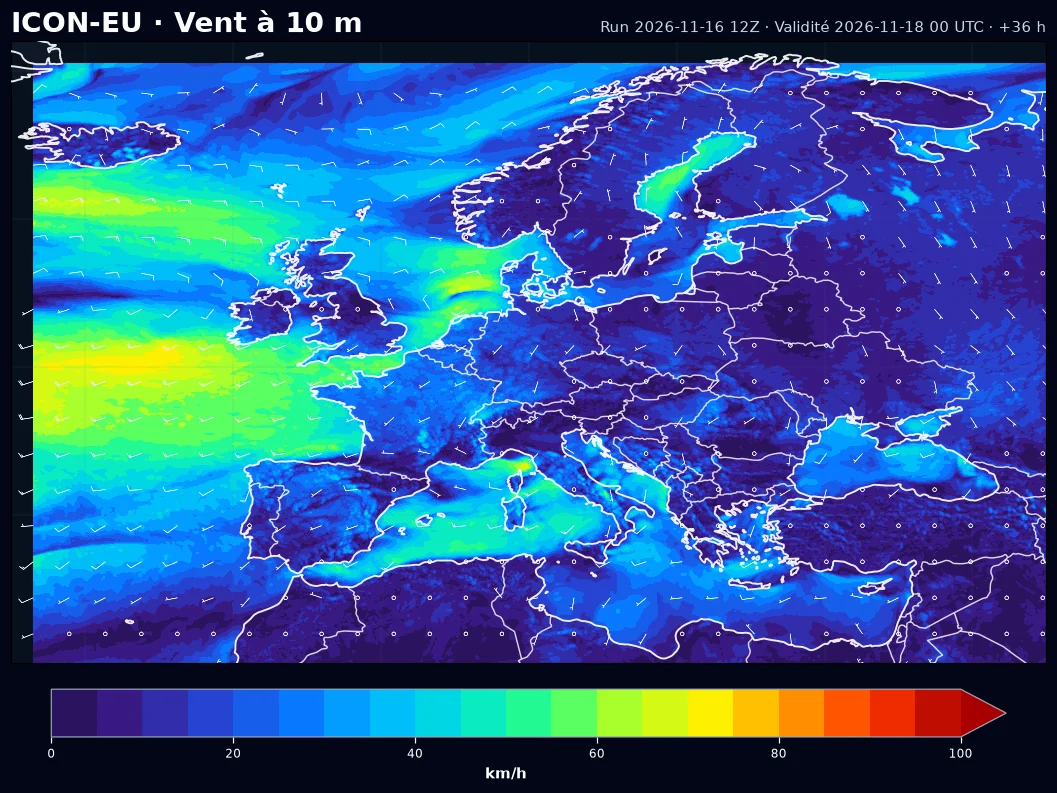 ICON-EU · Vent à 10 m
Run 2026-11-16 12Z · Validité 2026-11-18 00 UTC · +36 h
0 20 40 60 80 100
km/h